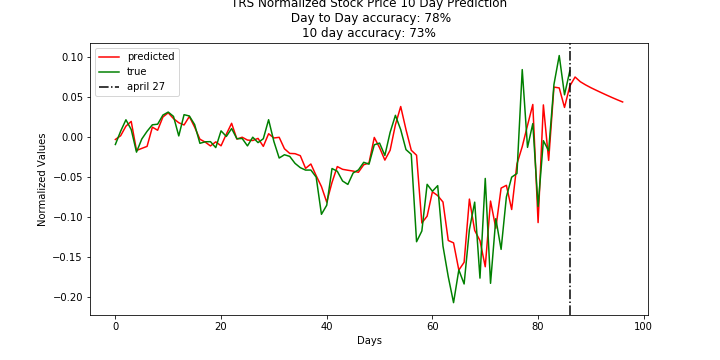 TRS Normalized Stock Price 10 Day Prediction
Day to Day accuracy: 78%
10 day accuracy: 73%
predicted
true
april 27
Normalized Values
0.10
0.05
0.00
−0.05
−0.10
−0.15
−0.20
0 20 40 60 80 100
Days